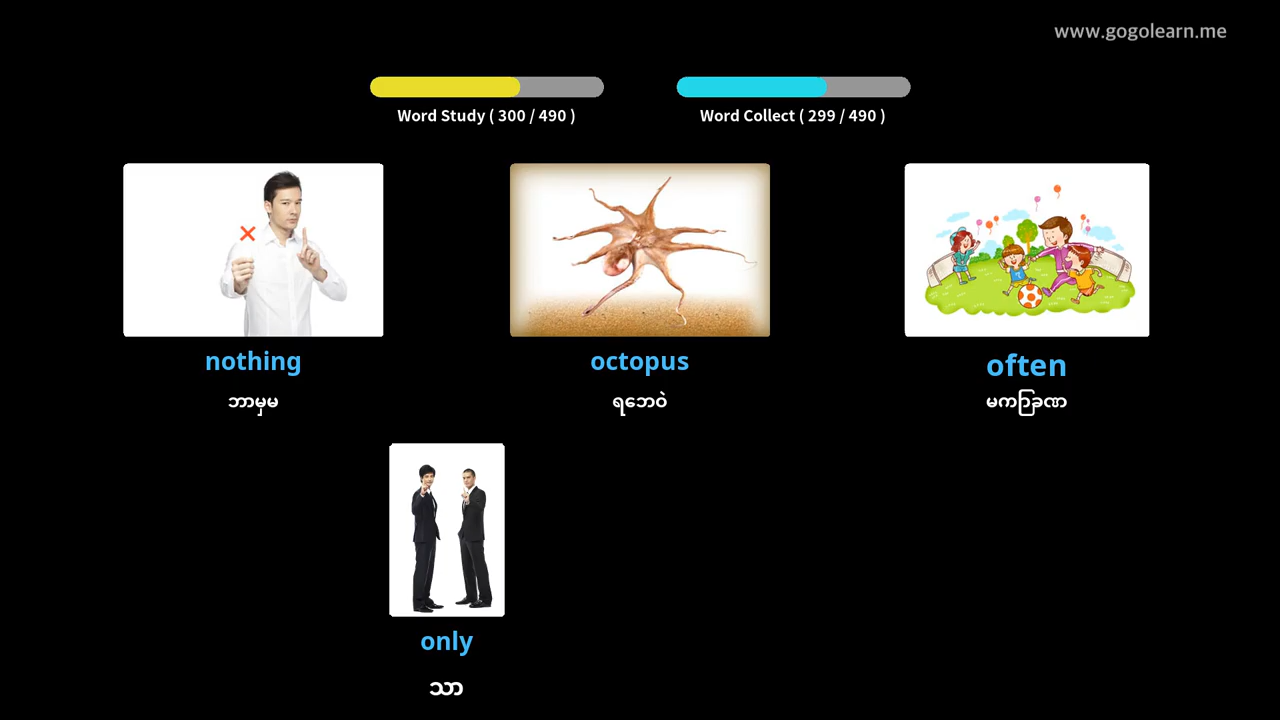 www.gogolearn.me
Word Study ( 300 / 490 )
Word Collect ( 299 / 490 )
nothing
octopus
often
ဘာမှမ
ရဘေဝဲ
မကြာခဏ
only
သာ